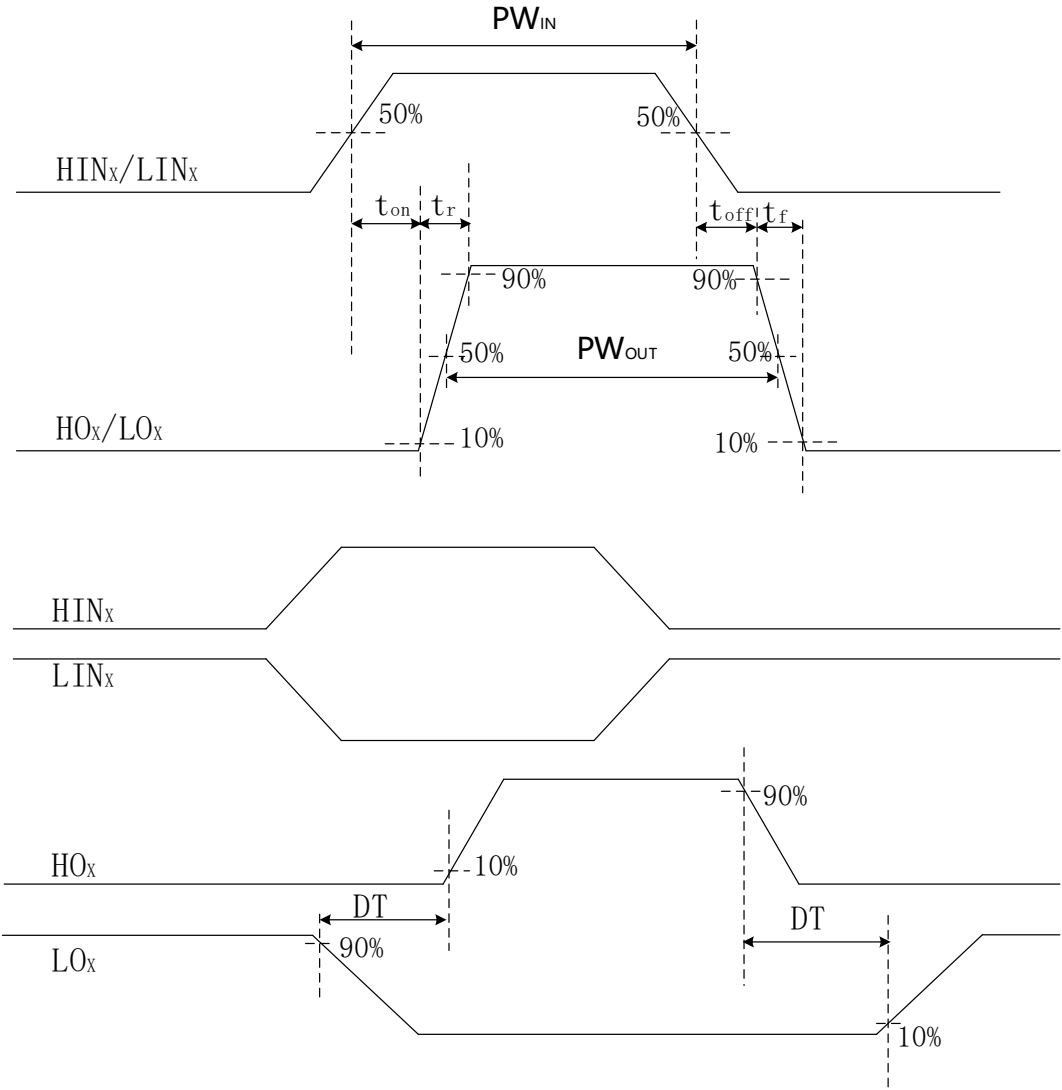 PWIN
50% 50%
HINX/LINX
ton tr toff tf
90% 90%
50% PWOUT 50%
HOX/LOX 10% 10%
HINX
LINX
90%
HOX 10%
DT DT
LOX 90%
10%